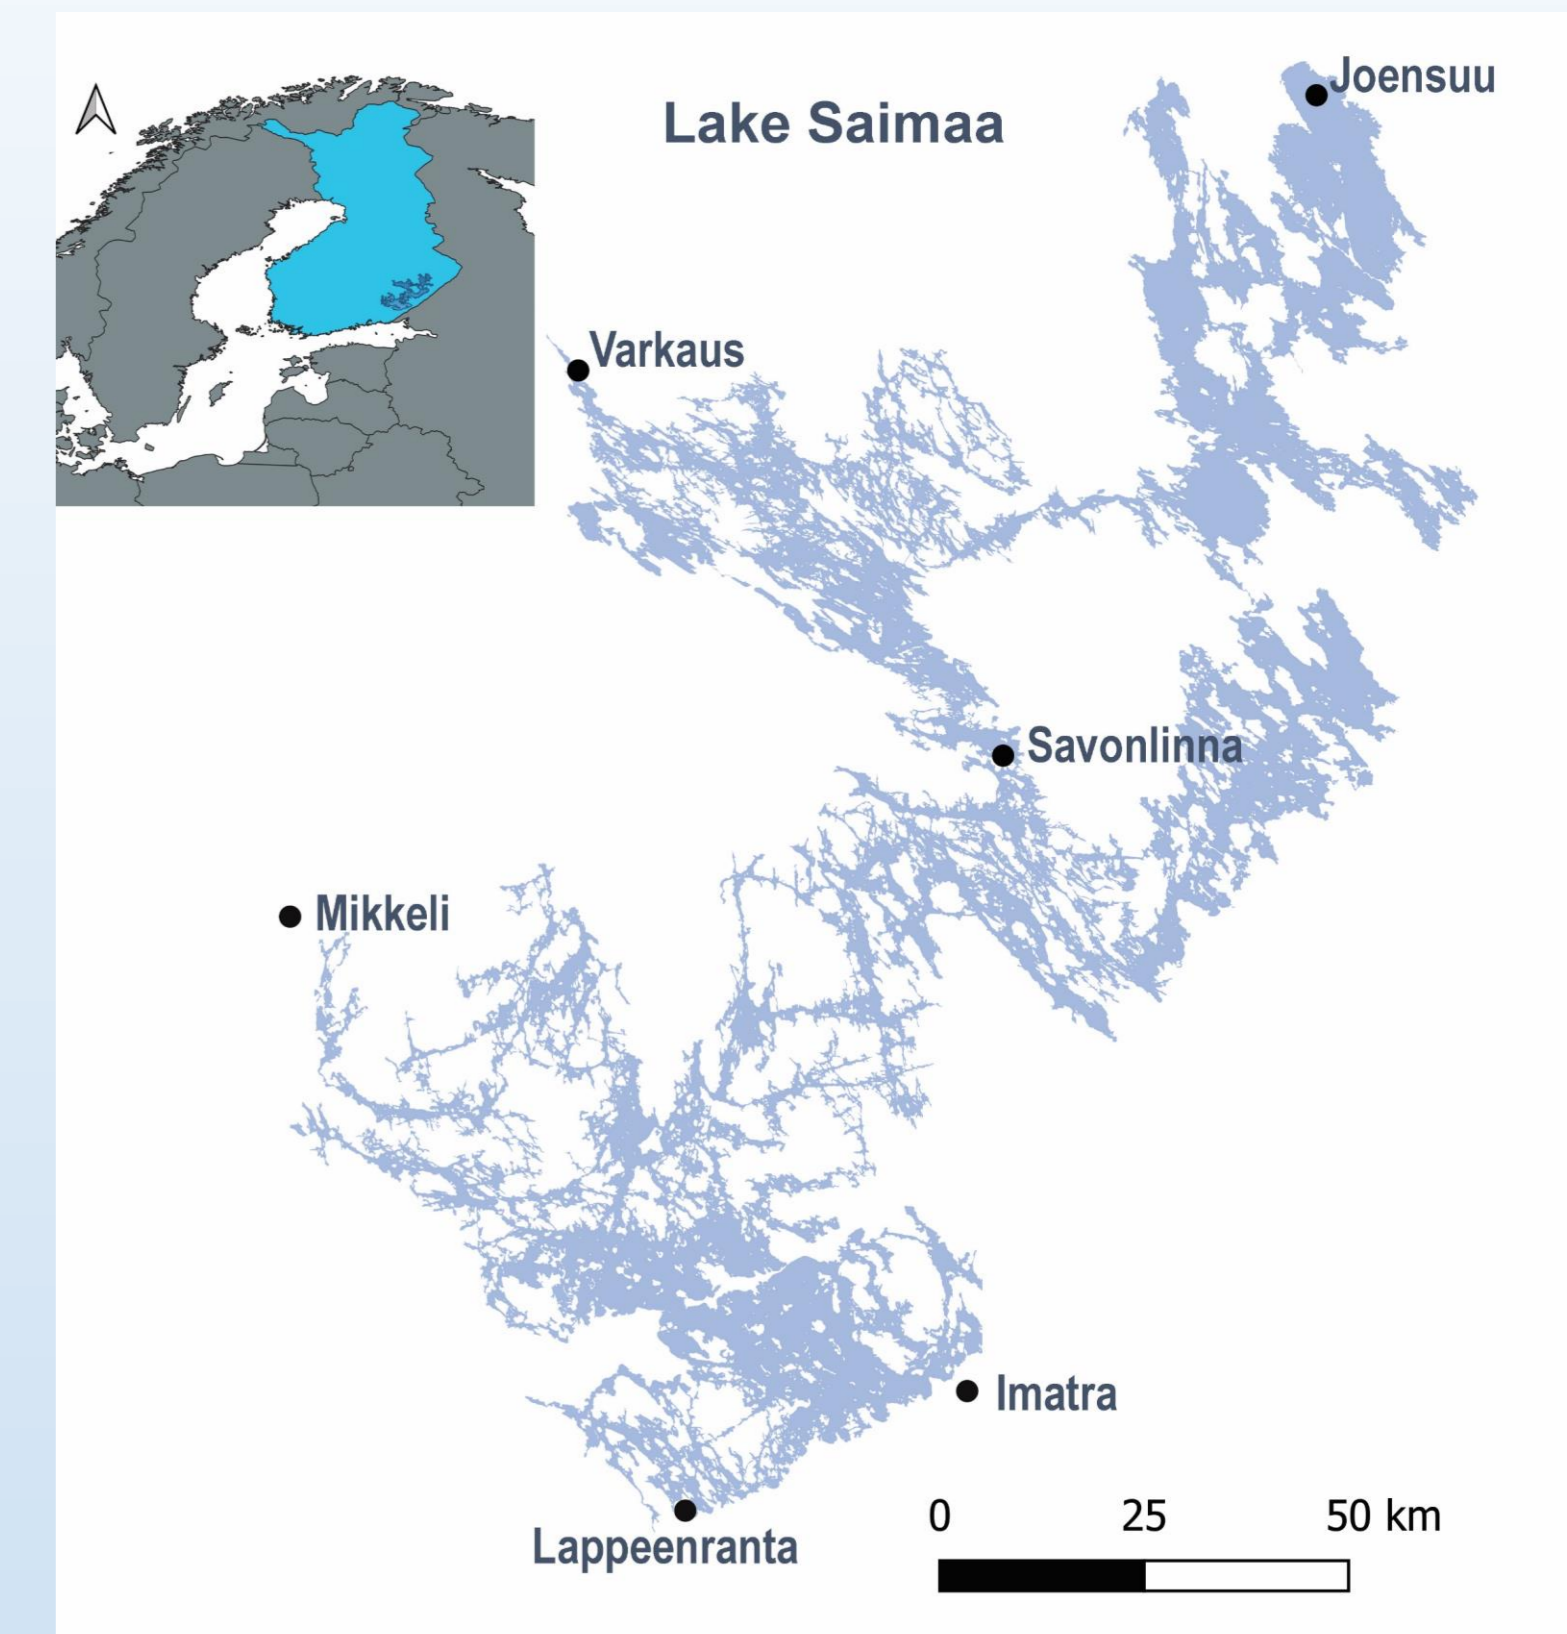 Joensuu
Lake Saimaa
Varkaus
Savonlinna
Mikkeli
Imatra
Lappeenranta
0 25 50 km